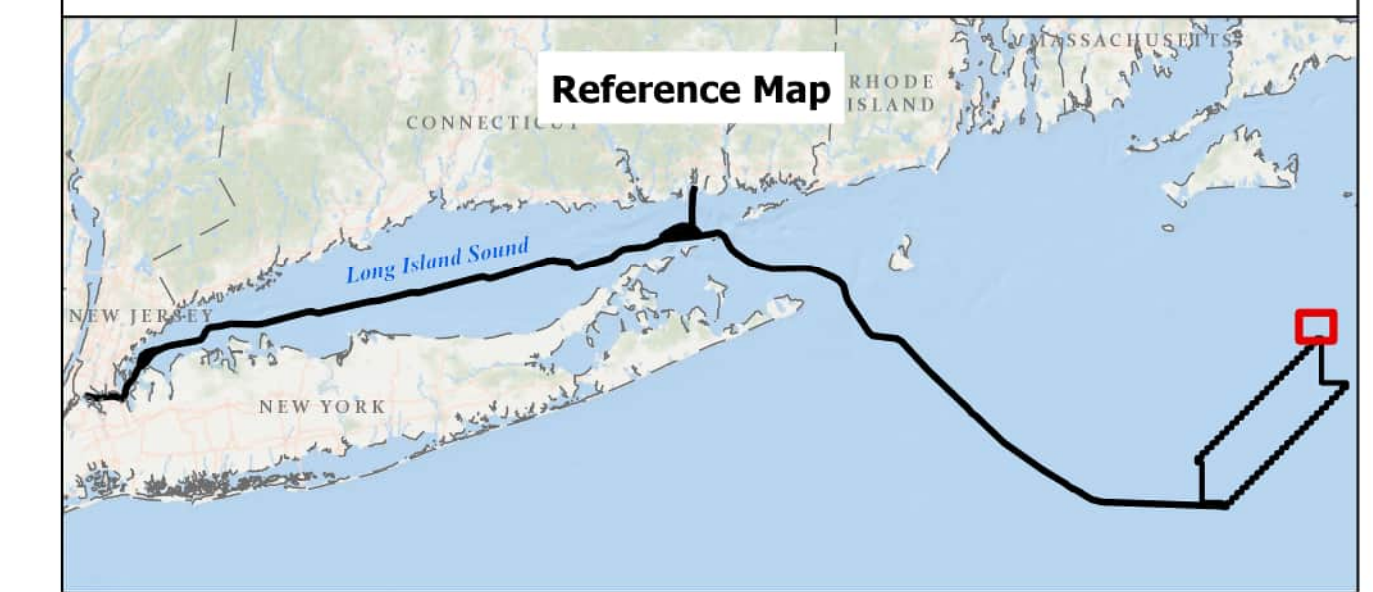 MASSACHUSETTS
Reference Map
RHODE
ISLAND
CONNECTICUT
Long Island Sound
NEW JERSEY
NEW YORK